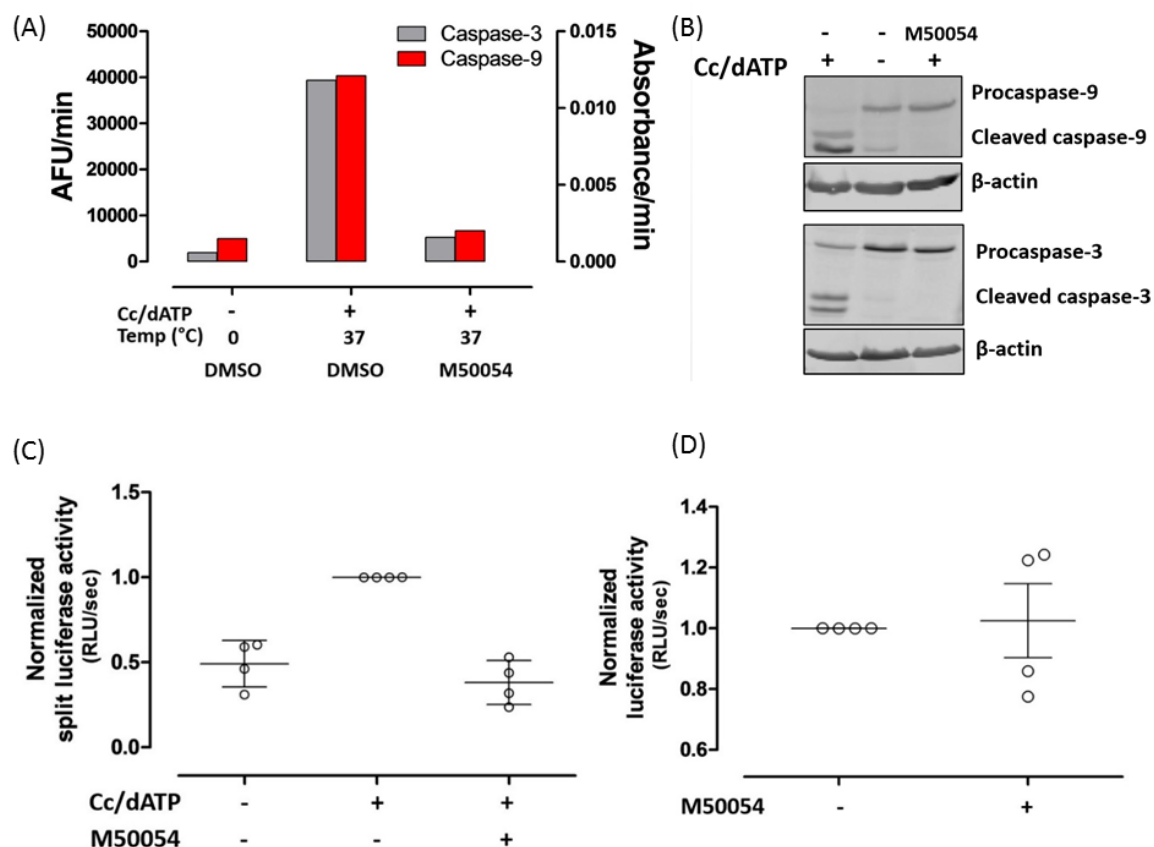 (A)
50000
40000
30000
20000
10000
0
AFU/min
Caspase-3
Caspase-9
0.015
0.010
0.005
0.000
Absorbance/min
Cc/dATP - + +
Temp (°C) 0 37 37
DMSO DMSO M50054
(B)
- - M50054
Cc/dATP + - +
Procaspase-9
Cleaved caspase-9
β-actin
Procaspase-3
Cleaved caspase-3
β-actin
(C)
Normalized
split luciferase activity
(RLU/sec)
1.5
1.0
0.5
0.0
Cc/dATP - + +
M50054 - - +
(D)
Normalized
luciferase activity
(RLU/sec)
1.4
1.2
1.0
0.8
0.6
M50054 - +